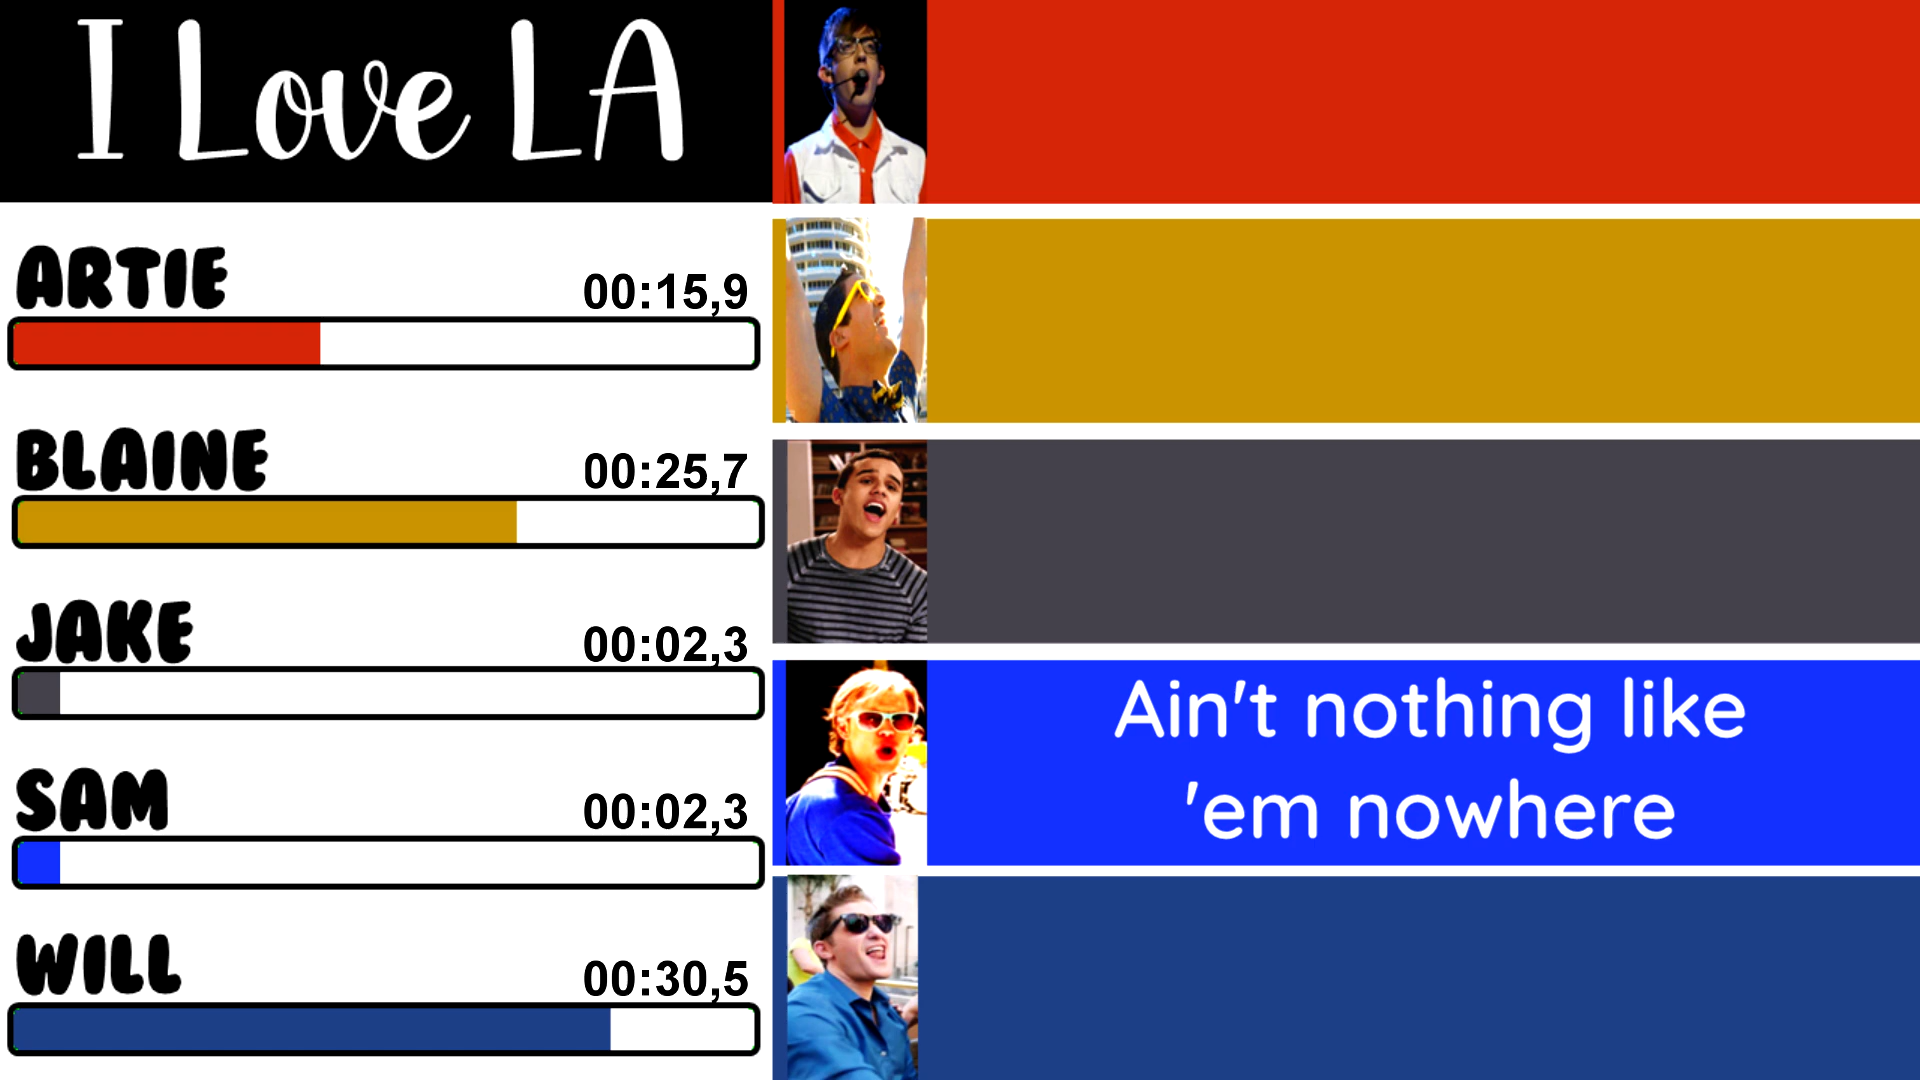 I Love LA
ARTIE
00:15,9
BLAINE
00:25,7
JAKE
00:02,3
SAM
00:02,3
WILL
00:30,5
Ain't nothing like
'em nowhere